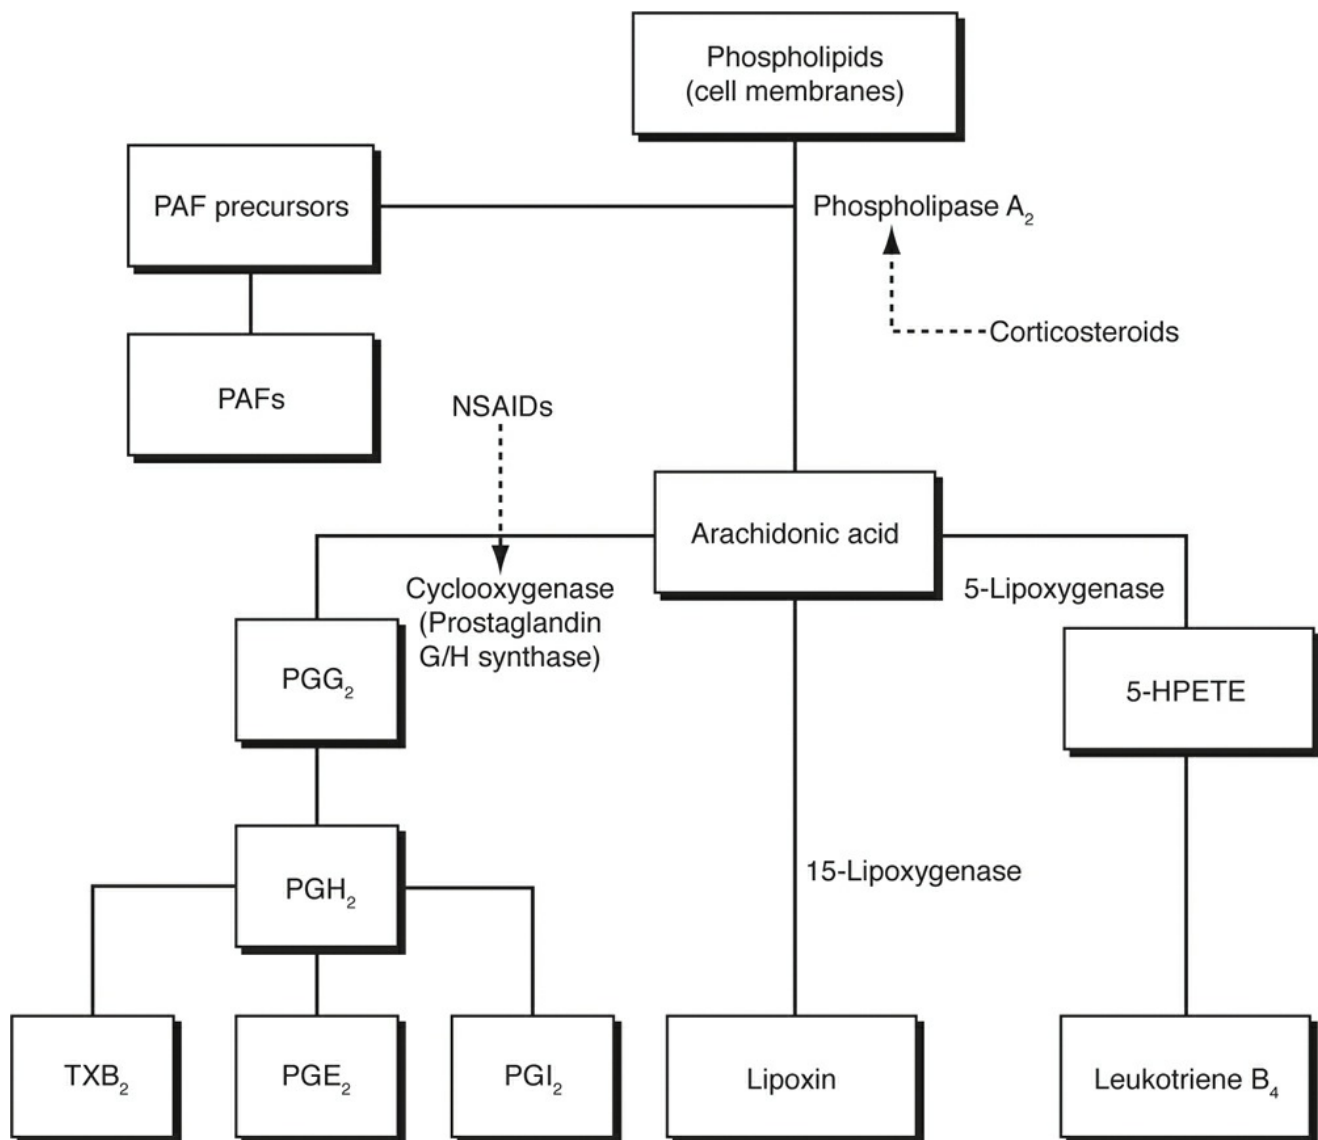 Phospholipids
(cell membranes)
PAF precursors
Phospholipase A₂
Corticosteroids
PAFs
NSAIDs
Arachidonic acid
Cyclooxygenase
(Prostaglandin
G/H synthase)
5-Lipoxygenase
PGG₂
5-HPETE
PGH₂
15-Lipoxygenase
TXB₂
PGE₂
PGI₂
Lipoxin
Leukotriene B₄